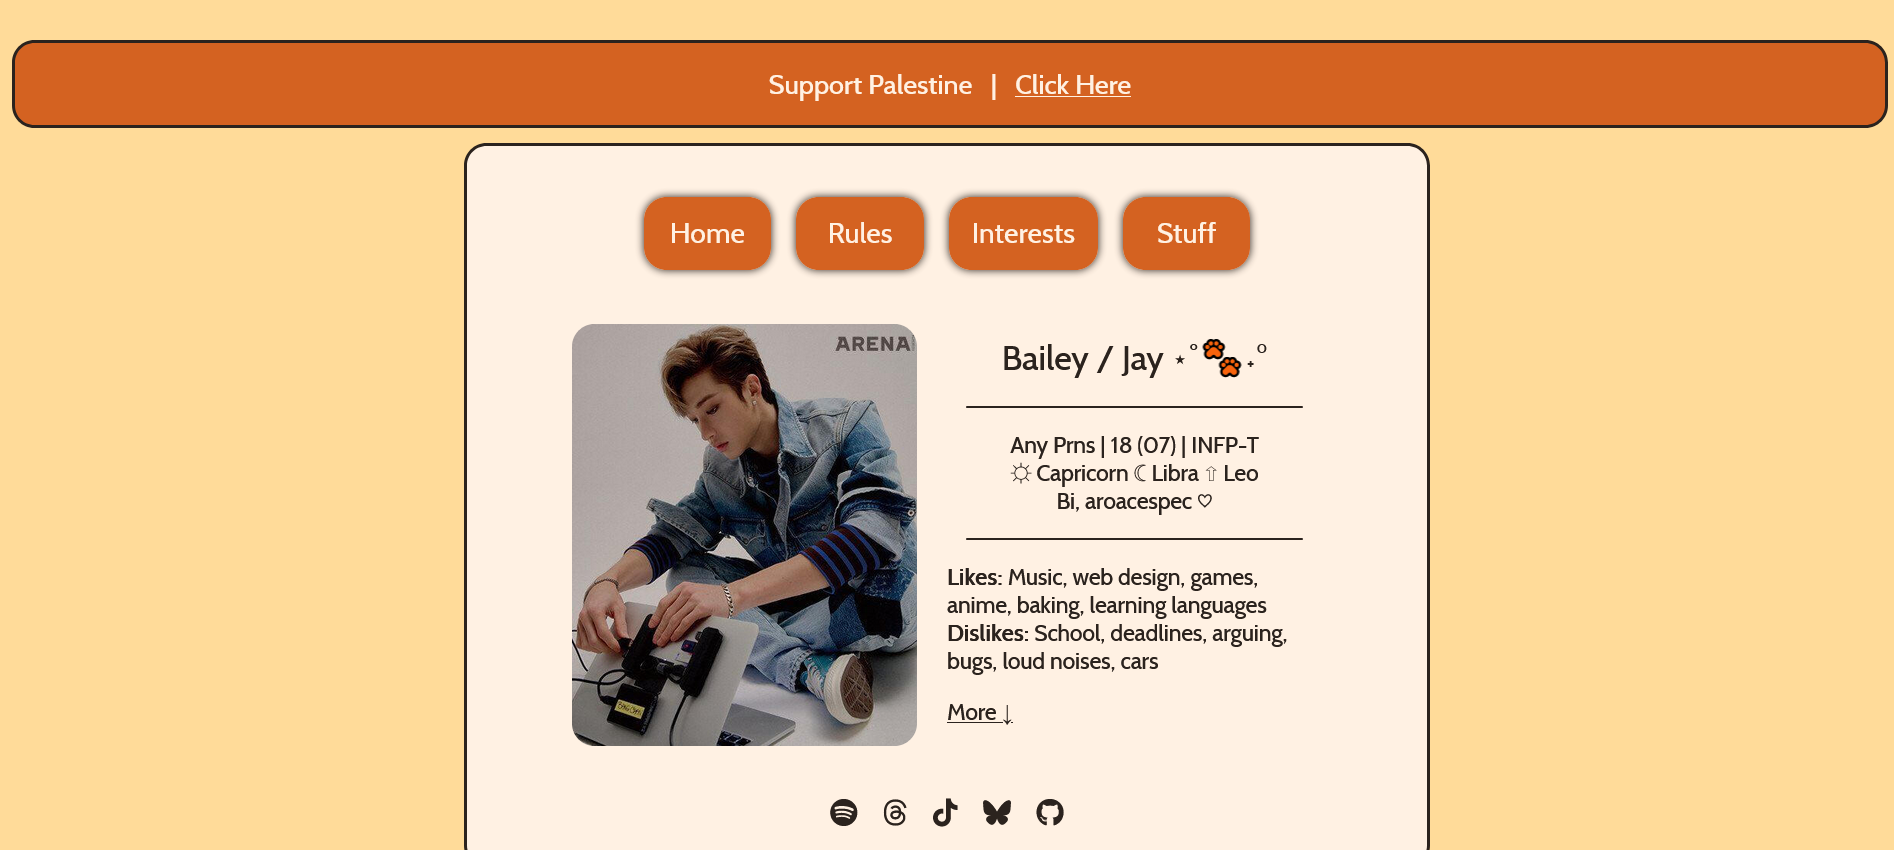 Support Palestine | Click Here
Home Rules Interests Stuff
ARENA
Bailey / Jay ⋆˚🐾˖°
Any Prns | 18 (07) | INFP-T
☼ Capricorn ☾ Libra ⇧ Leo
Bi, aroacespec ♡
Likes: Music, web design, games,
anime, baking, learning languages
Dislikes: School, deadlines, arguing,
bugs, loud noises, cars
More ↓
BANG CHAN